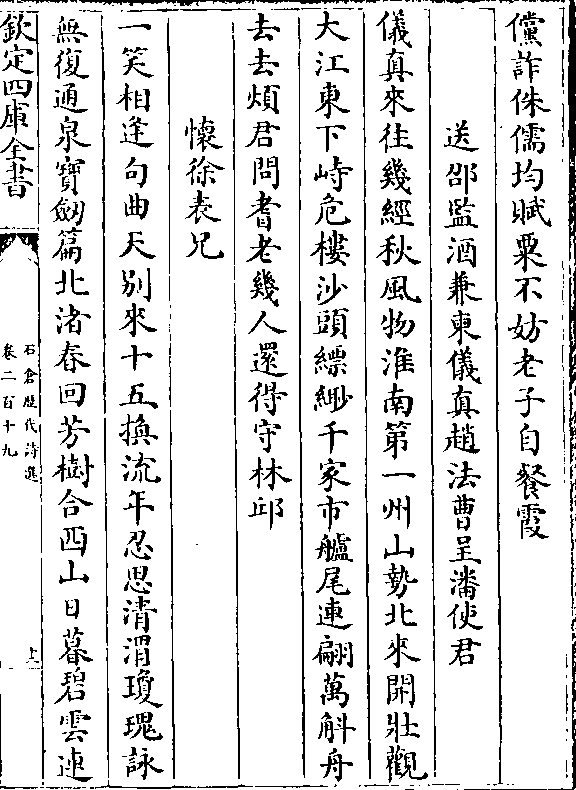 儻詐侏儒均賦粟不妨老子自餐霞
送邵監酒兼柬儀真趙法曹呈潘使君
儀真來往幾經秋風物淮南第一州山勢北來開壯觀
大江東下峙危樓沙頭縹緲千家市艫尾連翩萬斛舟
去去煩君問耆老幾人還得守林邱
懷徐表兄
一笑相逢句曲天别來十五換流年忍思清渭瓊瑰詠
無復通泉寶劔篇北渚春回芳樹合西山日暮碧雲連
欽定四庫全書
石倉歷代詩選
卷二百十九
十一